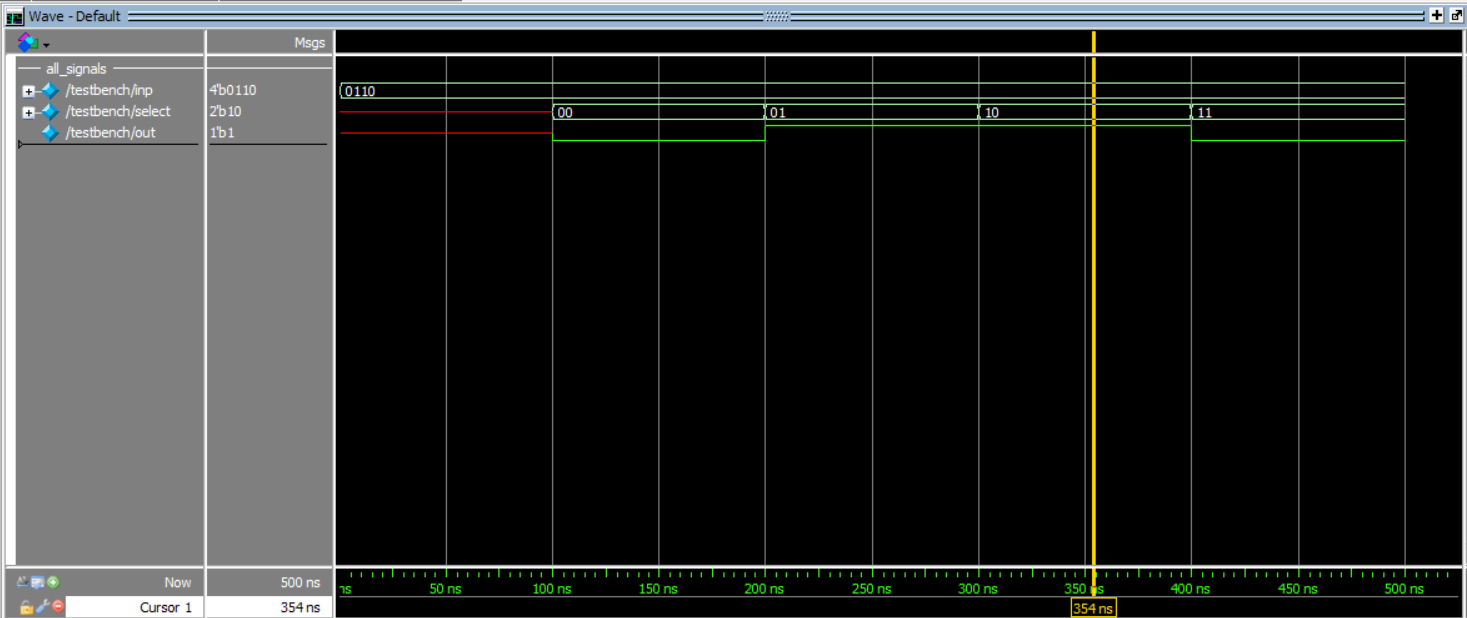 Wave - Default
Msgs
all_signals
/testbench/inp 4'b0110 0110
/testbench/select 2'b10 00 01 10 11
/testbench/out 1'b1
Now 500 ns ns 50 ns 100 ns 150 ns 200 ns 250 ns 300 ns 350 ns 400 ns 450 ns 500 ns
Cursor 1 354 ns 354 ns